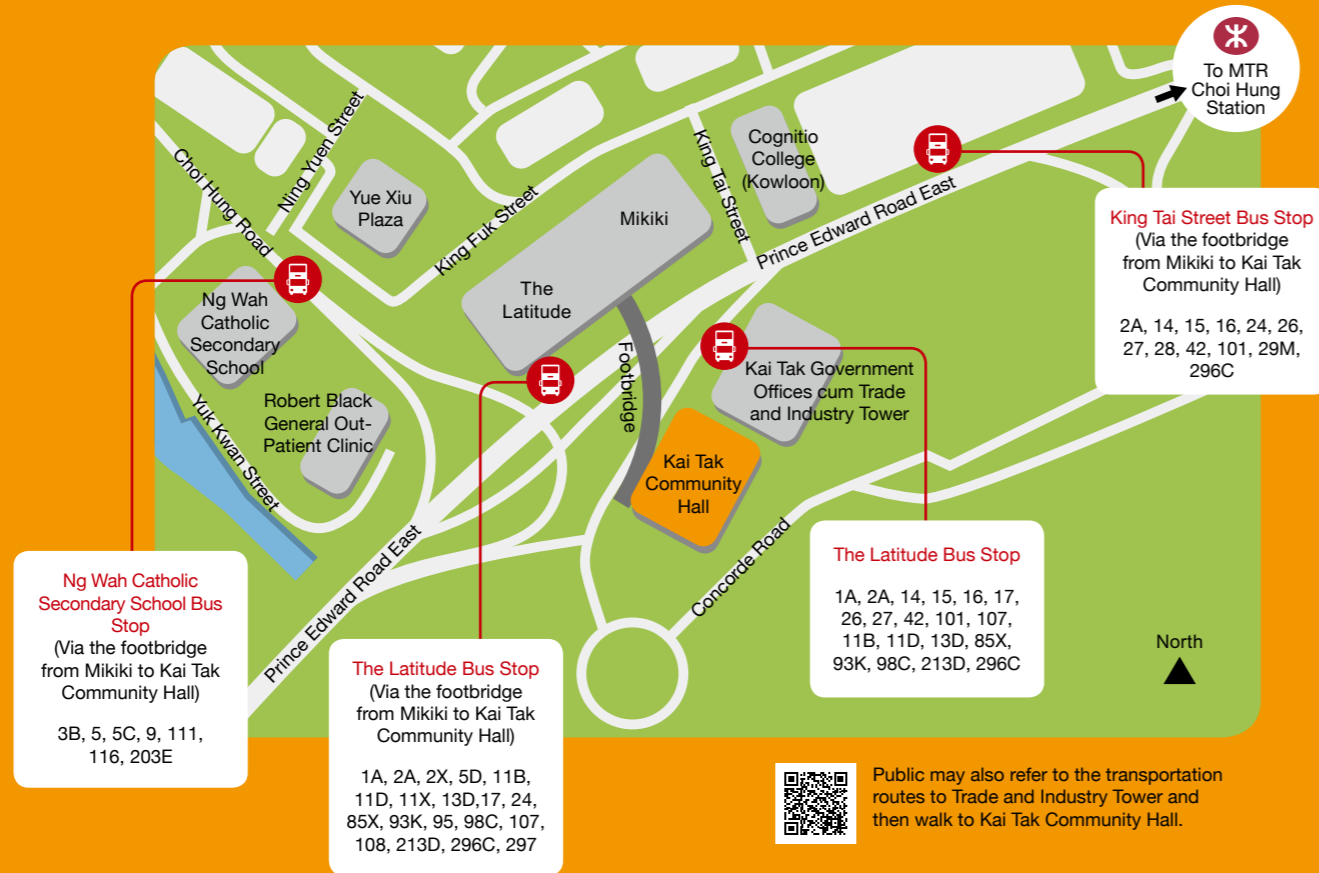 To MTR
Choi Hung
Station
Choi Hung Road
Ning Yuen Street
Yue Xiu
Plaza
King Fuk Street
Mikiki
The
Latitude
King Tai Street
Cognitio
College
(Kowloon)
Prince Edward Road East
Ng Wah
Catholic
Secondary
School
Robert Black
General Out-
Patient Clinic
Yuk Kwan Street
Footbridge
Kai Tak Government
Offices cum Trade
and Industry Tower
Kai Tak
Community
Hall
Concorde Road
Prince Edward Road East
King Tai Street Bus Stop
(Via the footbridge
from Mikiki to Kai Tak
Community Hall)
2A, 14, 15, 16, 24, 26,
27, 28, 42, 101, 29M,
296C
Ng Wah Catholic
Secondary School Bus
Stop
(Via the footbridge
from Mikiki to Kai Tak
Community Hall)
3B, 5, 5C, 9, 111,
116, 203E
The Latitude Bus Stop
(Via the footbridge
from Mikiki to Kai Tak
Community Hall)
1A, 2A, 2X, 5D, 11B,
11D, 11X, 13D,17, 24,
85X, 93K, 95, 98C, 107,
108, 213D, 296C, 297
The Latitude Bus Stop
1A, 2A, 14, 15, 16, 17,
26, 27, 42, 101, 107,
11B, 11D, 13D, 85X,
93K, 98C, 213D, 296C
North
Public may also refer to the transportation
routes to Trade and Industry Tower and
then walk to Kai Tak Community Hall.